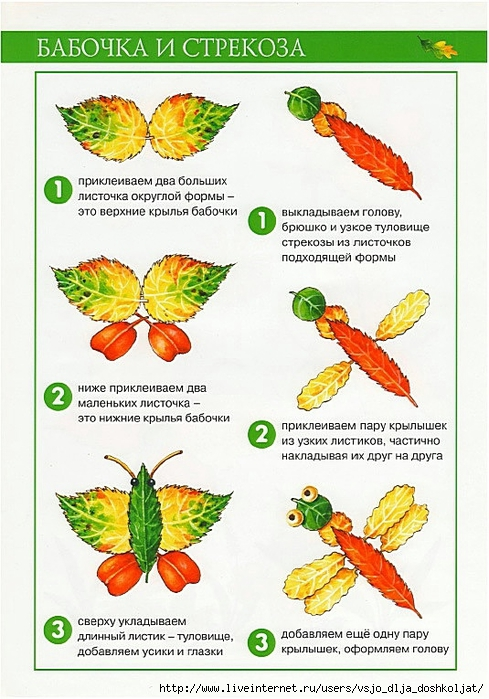 БАБОЧКА И СТРЕКОЗА
1
приклеиваем два больших
листочка округлой формы –
это верхние крылья бабочки
2
ниже приклеиваем два
маленьких листочка –
это нижние крылья бабочки
3
сверху укладываем
длинный листик – туловище,
добавляем усики и глазки
1
выкладываем голову,
брюшко и узкое туловище
стрекозы из листочков
подходящей формы
2
приклеиваем пару крылышек
из узких листиков, частично
накладывая их друг на друга
3
добавляем ещё одну пару
крылышек, оформляем голову
http://www.liveinternet.ru/users/vsjo_dlja_doshkoljat/